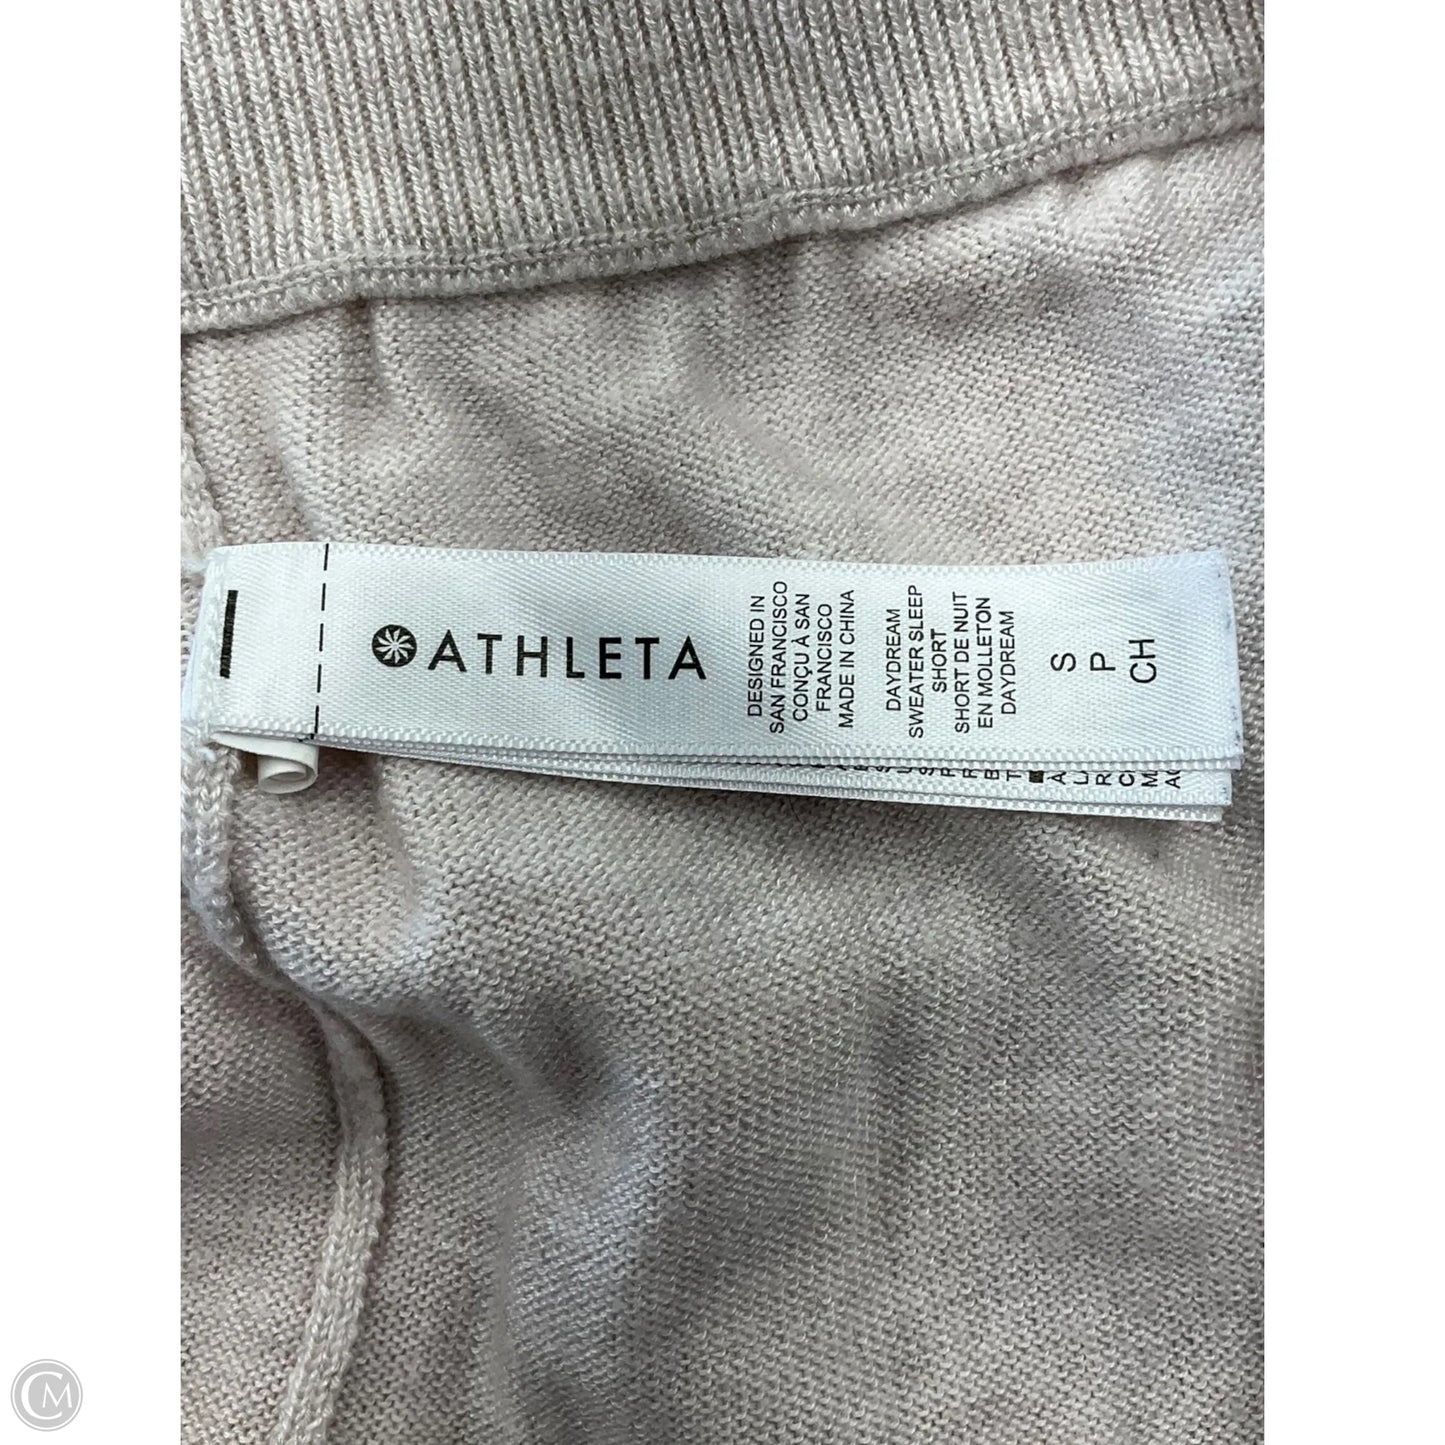 ATHLETA
DESIGNED IN
SAN FRANCISCO
CONÇU À SAN
FRANCISCO
MADE IN CHINA
DAYDREAM
SWEATER SLEEP
SHORT
SHORT DE NUIT
EN MOLLETON
DAYDREAM
S
P
CH
CM